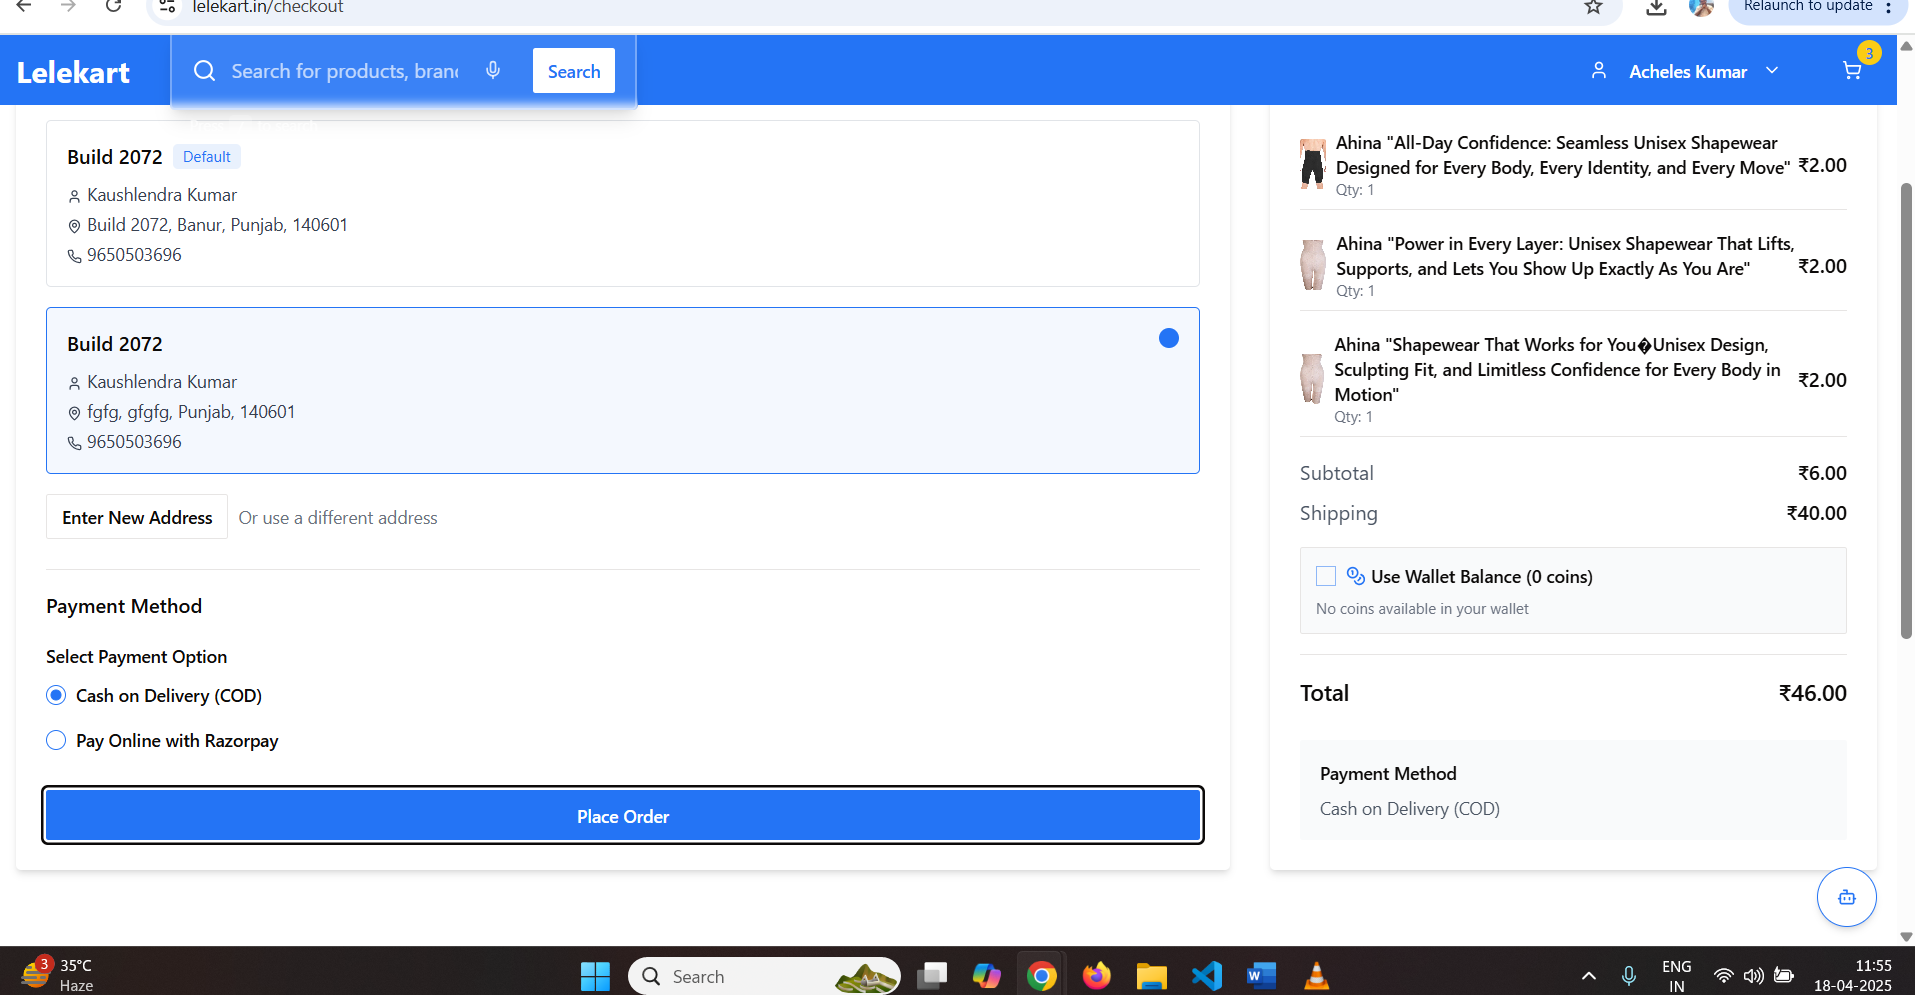 lelekart.in/checkout
Relaunch to update
Lelekart
Search for products, branc
Search
Acheles Kumar
3
Build 2072
Default
Kaushlendra Kumar
Build 2072, Banur, Punjab, 140601
9650503696
Build 2072
Kaushlendra Kumar
fgfg, gfgfg, Punjab, 140601
9650503696
Enter New Address
Or use a different address
Payment Method
Select Payment Option
Cash on Delivery (COD)
Pay Online with Razorpay
Place Order
Ahina "All-Day Confidence: Seamless Unisex Shapewear
Designed for Every Body, Every Identity, and Every Move"
₹2.00
Qty: 1
Ahina "Power in Every Layer: Unisex Shapewear That Lifts,
Supports, and Lets You Show Up Exactly As You Are"
₹2.00
Qty: 1
Ahina "Shapewear That Works for You�Unisex Design,
Sculpting Fit, and Limitless Confidence for Every Body in
Motion"
₹2.00
Qty: 1
Subtotal ₹6.00
Shipping ₹40.00
Use Wallet Balance (0 coins)
No coins available in your wallet
Total ₹46.00
Payment Method
Cash on Delivery (COD)
3
35°C
Haze
Search
ENG
IN
11:55
18-04-2025